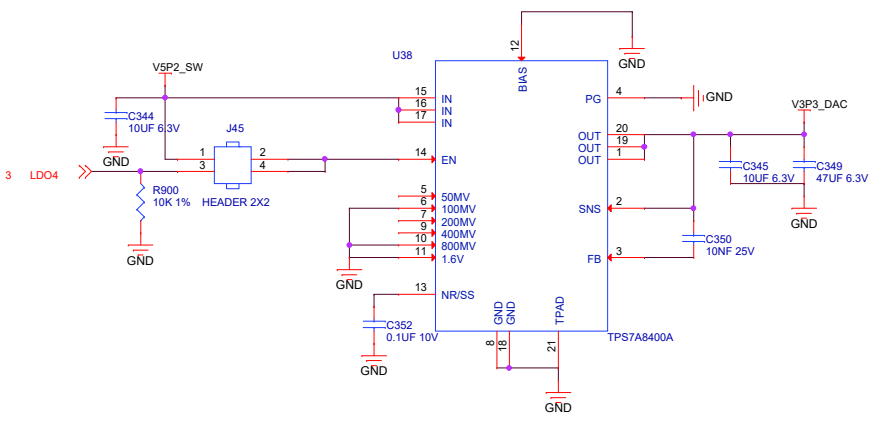 U38
12
GND
V5P2_SW
BIAS
15
IN
16
IN
17
IN
PG
4
GND
V3P3_DAC
C344
10UF 6.3V
GND
J45
1
2
3
4
HEADER 2X2
14
EN
OUT
20
OUT
19
OUT
1
C345
10UF 6.3V
C349
47UF 6.3V
GND
3
LDO4
R900
10K 1%
GND
5
50MV
6
100MV
7
200MV
9
400MV
10
800MV
11
1.6V
SNS
2
C350
10NF 25V
FB
3
GND
13
NR/SS
C352
0.1UF 10V
GND
GND
GND
TPAD
8
18
21
TPS7A8400A
GND